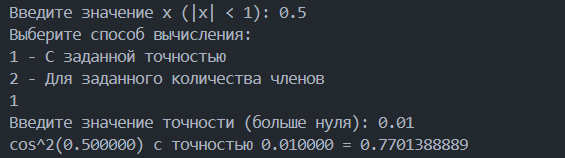 Введите значение x (|x| < 1): 0.5
Выберите способ вычисления:
1 - С заданной точностью
2 - Для заданного количества членов
1
Введите значение точности (больше нуля): 0.01
cos^2(0.500000) с точностью 0.010000 = 0.7701388889